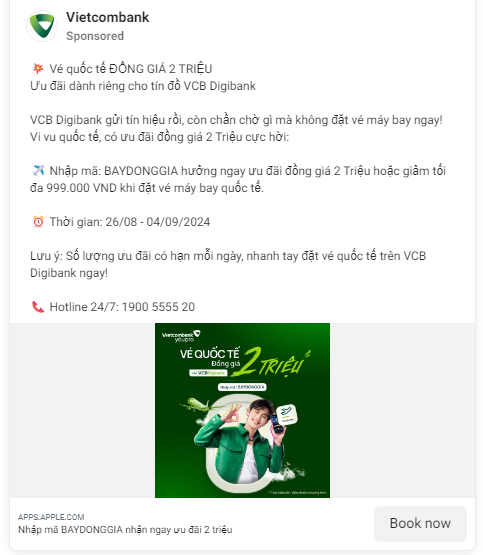 Vietcombank
Sponsored
💥 Vé quốc tế ĐỒNG GIÁ 2 TRIỆU
Ưu đãi dành riêng cho tín đồ VCB Digibank
VCB Digibank gửi tín hiệu rồi, còn chần chờ gì mà không đặt vé máy bay ngay!
Vi vu quốc tế, có ưu đãi đồng giá 2 Triệu cực hời:
✈️ Nhập mã: BAYDONGGIA hưởng ngay ưu đãi đồng giá 2 Triệu hoặc giảm tối
đa 999.000 VND khi đặt vé máy bay quốc tế.
⏰ Thời gian: 26/08 - 04/09/2024
Lưu ý: Số lượng ưu đãi có hạn mỗi ngày, nhanh tay đặt vé quốc tế trên VCB
Digibank ngay!
📞 Hotline 24/7: 1900 5555 20
Vietcombank
youpro
VÉ QUỐC TẾ
Đồng giá
2 TRIỆU
VCB Digibank
Nhập mã BAYDONGGIA
APPS.APPLE.COM
Nhập mã BAYDONGGIA nhận ngay ưu đãi 2 triệu
Book now